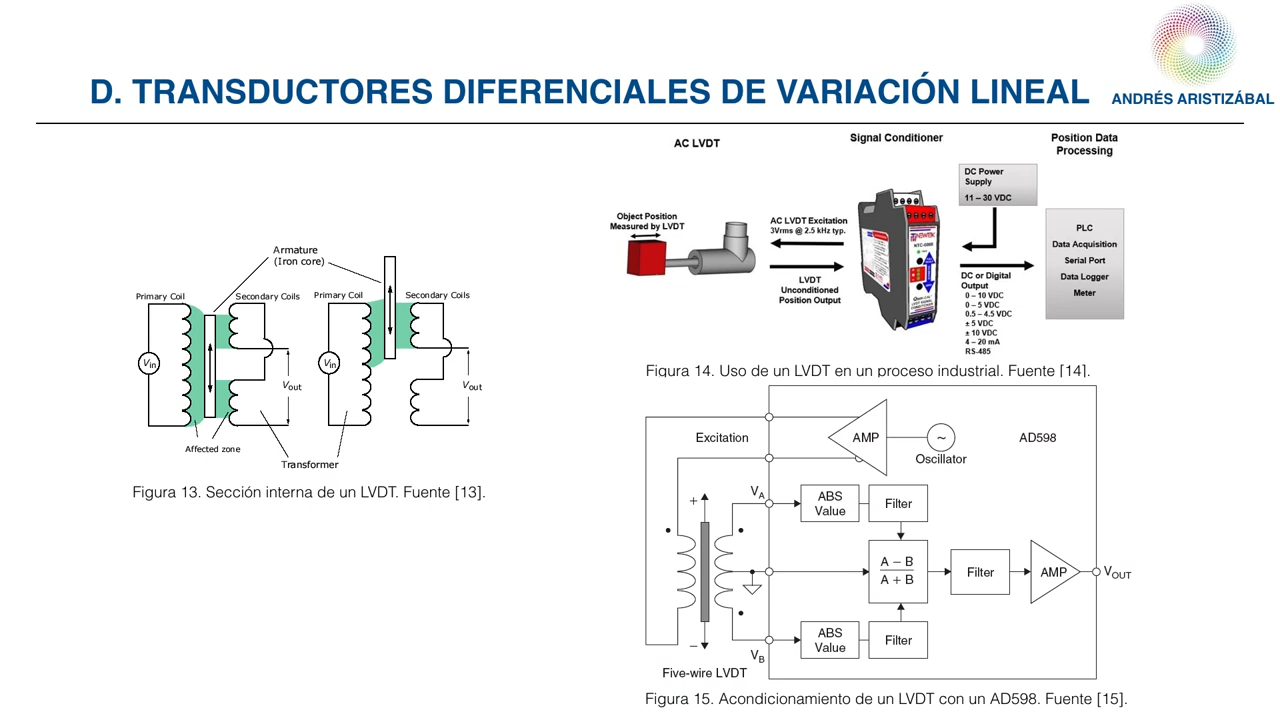 D. TRANSDUCTORES DIFERENCIALES DE VARIACIÓN LINEAL
ANDRÉS ARISTIZÁBAL
Armature
(Iron core)
Primary Coil
Secondary Coils
Primary Coil
Secondary Coils
Vin
Vout
Vin
Vout
Affected zone
Transformer
Figura 13. Sección interna de un LVDT. Fuente [13].
AC LVDT
Signal Conditioner
Position Data
Processing
DC Power
Supply
11 – 30 VDC
Object Position
Measured by LVDT
AC LVDT Excitation
3Vrms @ 2.5 kHz typ.
LVDT
Unconditioned
Position Output
DC or Digital
Output
0 – 10 VDC
0 – 5 VDC
0.5 – 4.5 VDC
± 5 VDC
± 10 VDC
4 – 20 mA
RS-485
PLC
Data Acquisition
Serial Port
Data Logger
Meter
Figura 14. Uso de un LVDT en un proceso industrial. Fuente [14].
Excitation
AMP
~
Oscillator
AD598
VA
ABS
Value
Filter
+
A − B
A + B
Filter
AMP
VOUT
−
VB
ABS
Value
Filter
Five-wire LVDT
Figura 15. Acondicionamiento de un LVDT con un AD598. Fuente [15].